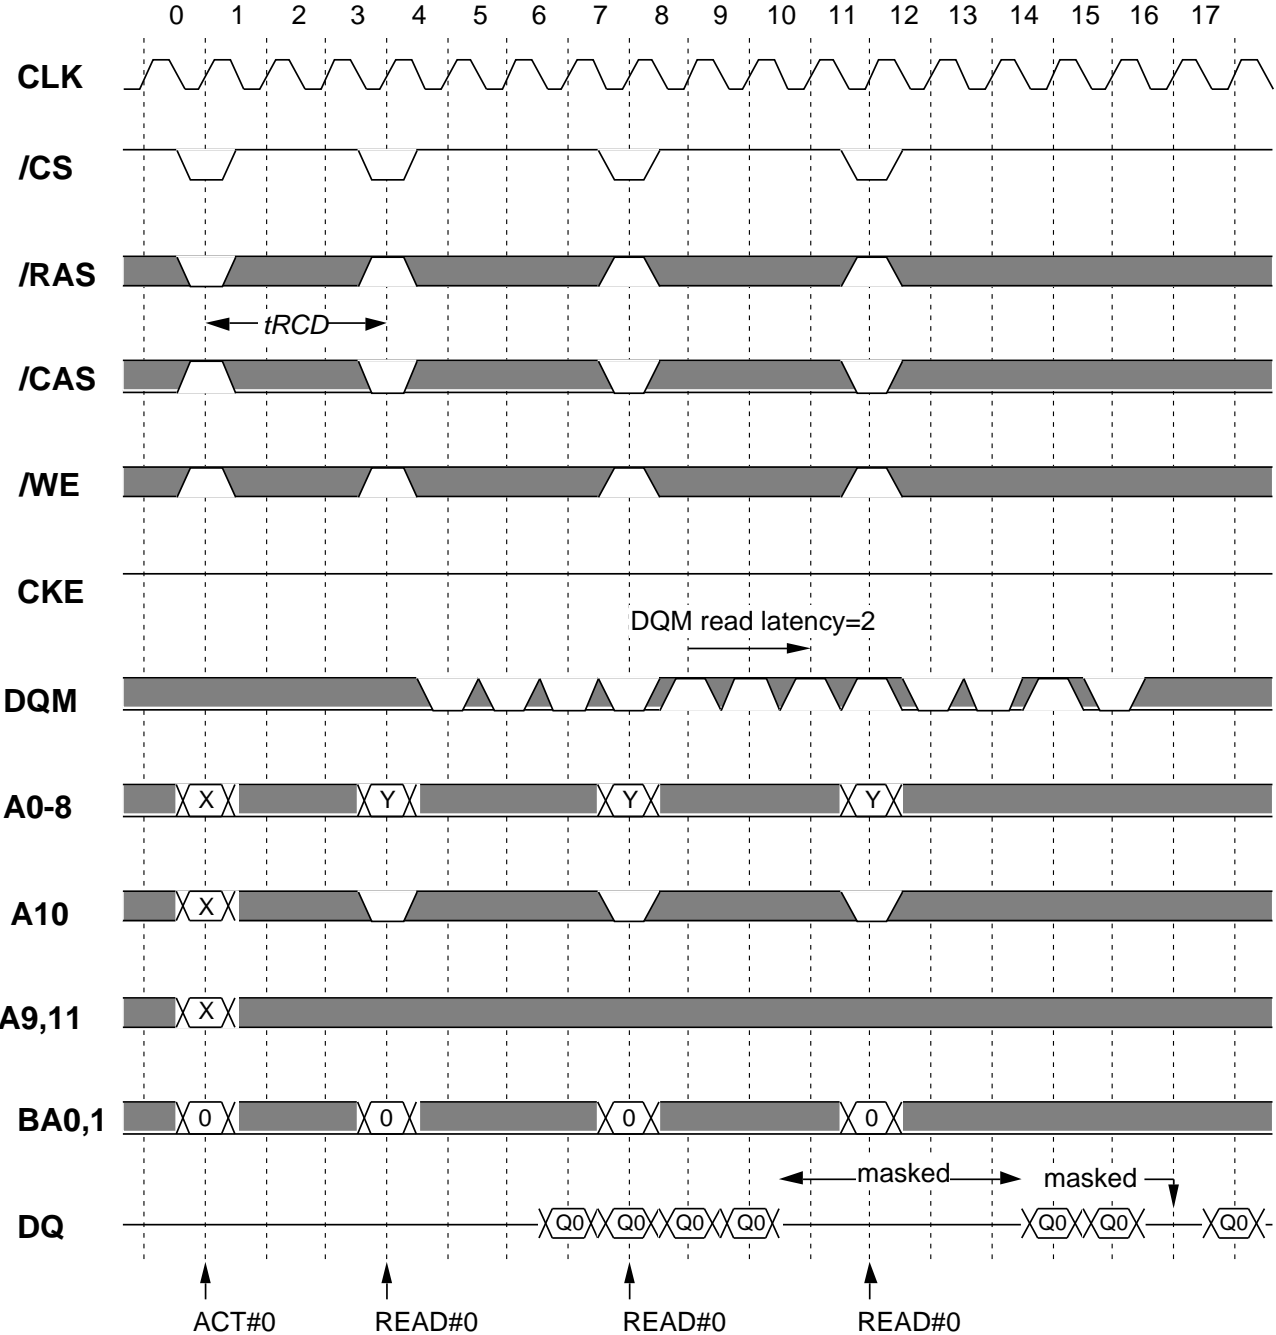 0 1 2 3 4 5 6 7 8 9 10 11 12 13 14 15 16 17
CLK
/CS
/RAS
tRCD
/CAS
/WE
CKE
DQM read latency=2
DQM
A0-8 X Y Y Y
A10 X
A9,11 X
BA0,1 0 0 0 0
masked masked
DQ Q0 Q0 Q0 Q0 Q0 Q0 Q0
ACT#0 READ#0 READ#0 READ#0